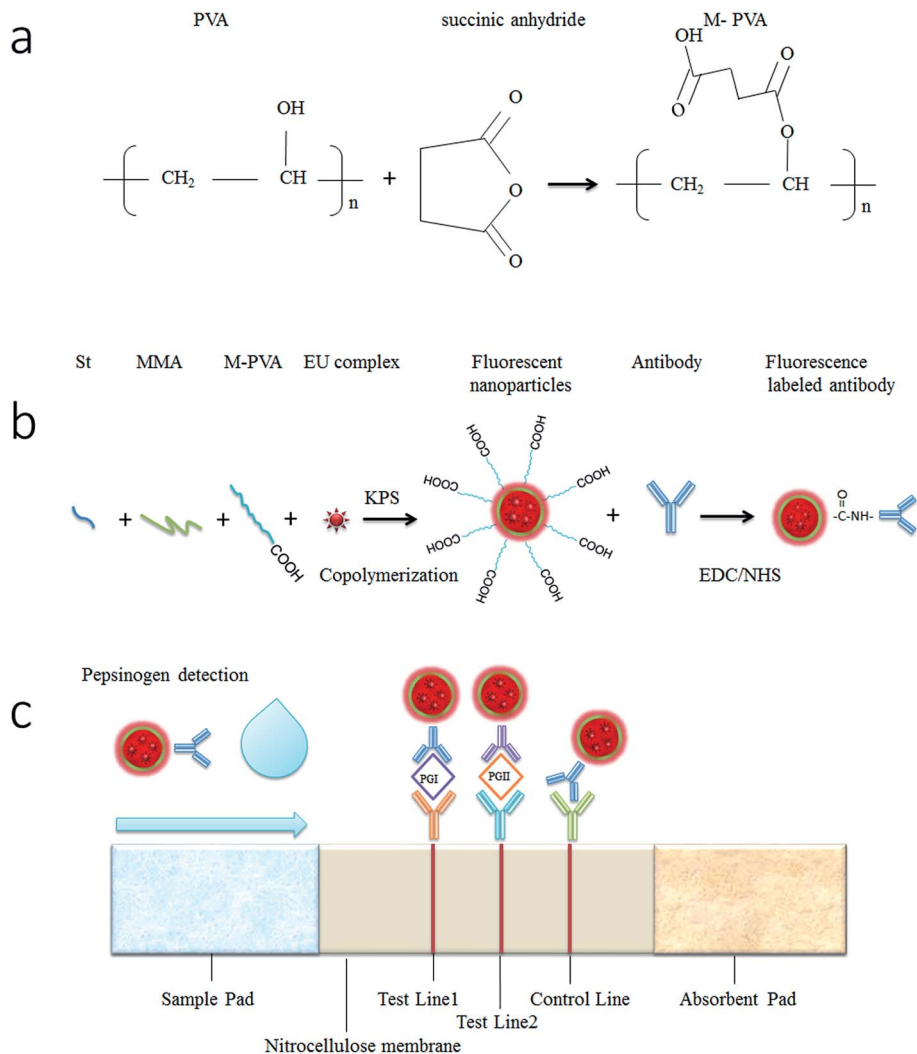 a
PVA
succinic anhydride
M- PVA
OH
CH2
CH
n
+
O
O
O
OH
O
O
O
CH2
CH
n
b
St
MMA
M-PVA
EU complex
Fluorescent
nanoparticles
Antibody
Fluorescence
labeled antibody
+
+
COOH
+
KPS
Copolymerization
COOH
COOH
COOH
COOH
COOH
COOH
COOH
COOH
+
EDC/NHS
O
-C-NH-
c
Pepsinogen detection
PGI
PGII
Sample Pad
Nitrocellulose membrane
Test Line1
Test Line2
Control Line
Absorbent Pad